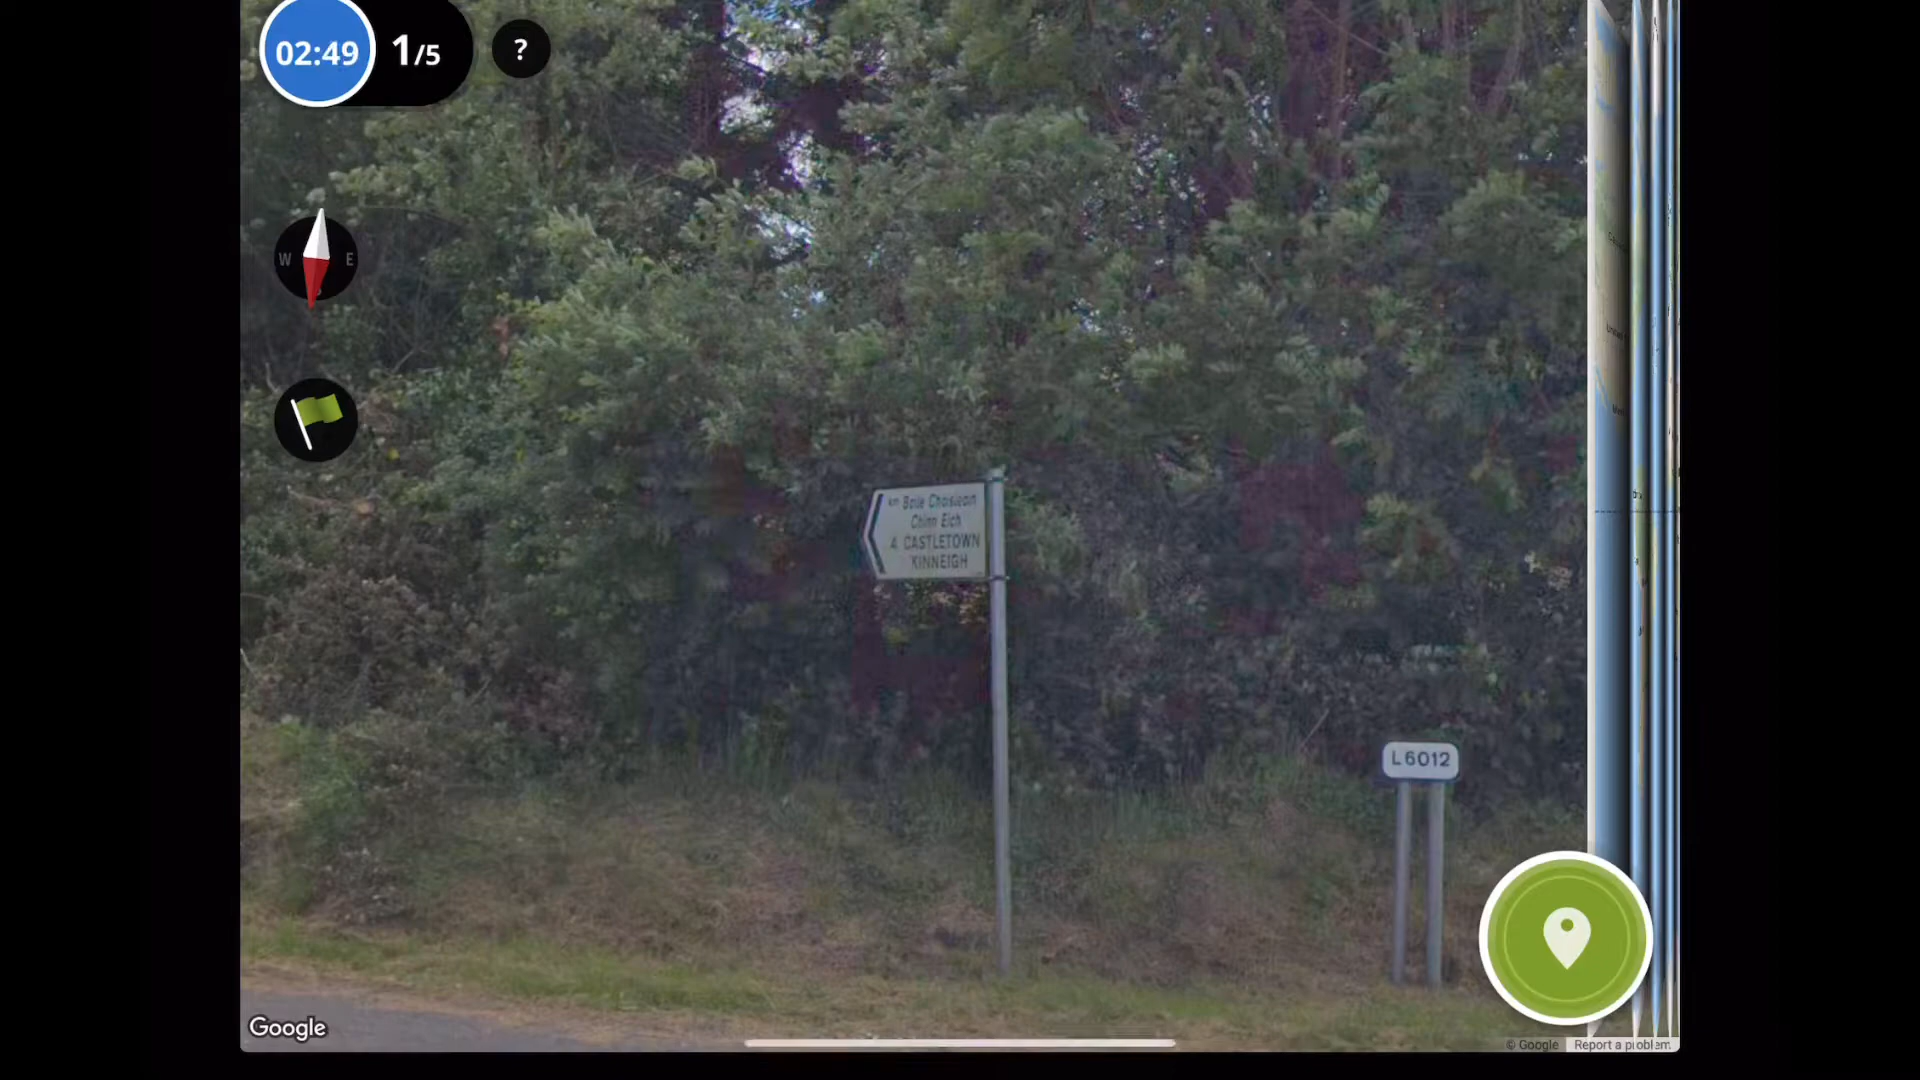 02:49
1/5
?
W
E
km Baile Chaisleáin
Chinn Eich
4 CASTLETOWN
KINNEIGH
L6012
Google
© Google
Report a problem